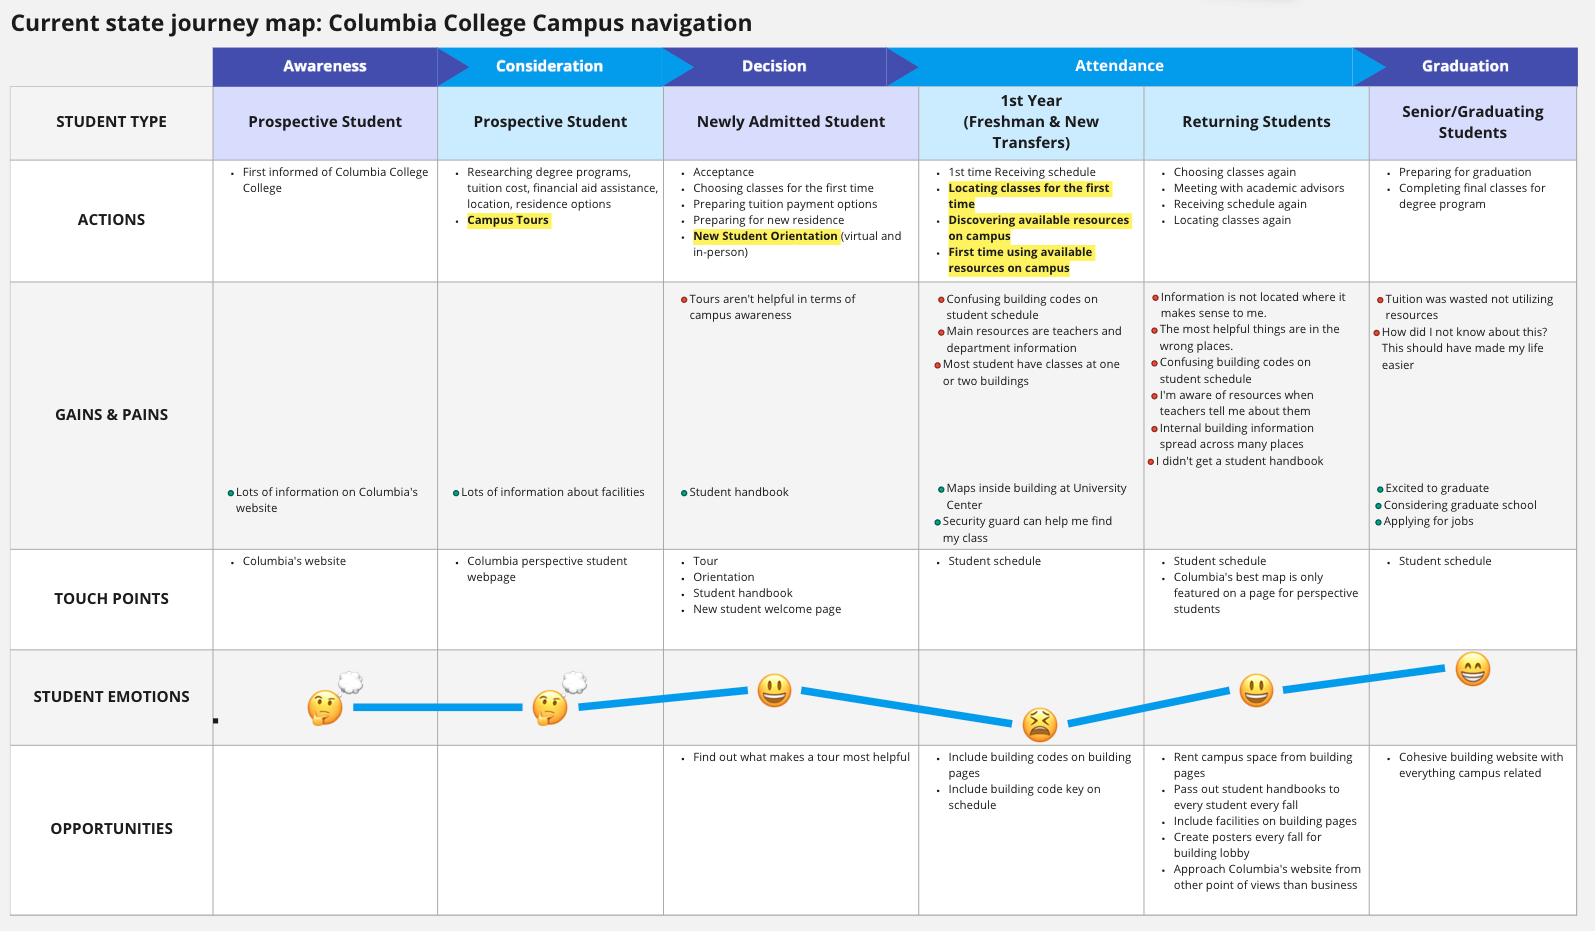 Current state journey map: Columbia College Campus navigation
Awareness
Consideration
Decision
Attendance
Graduation
STUDENT TYPE
Prospective Student
Prospective Student
Newly Admitted Student
1st Year
(Freshman & New
Transfers)
Returning Students
Senior/Graduating
Students
ACTIONS
First informed of Columbia College
College
Researching degree programs,
tuition cost, financial aid assistance,
location, residence options
Campus Tours
Acceptance
Choosing classes for the first time
Preparing tuition payment options
Preparing for new residence
New Student Orientation (virtual and
in-person)
1st time Receiving schedule
Locating classes for the first
time
Discovering available resources
on campus
First time using available
resources on campus
Choosing classes again
Meeting with academic advisors
Receiving schedule again
Locating classes again
Preparing for graduation
Completing final classes for
degree program
GAINS & PAINS
Lots of information on Columbia's
website
Lots of information about facilities
Tours aren't helpful in terms of
campus awareness
Student handbook
Confusing building codes on
student schedule
Main resources are teachers and
department information
Most student have classes at one
or two buildings
Maps inside building at University
Center
Security guard can help me find
my class
Information is not located where it
makes sense to me.
The most helpful things are in the
wrong places.
Confusing building codes on
student schedule
I'm aware of resources when
teachers tell me about them
Internal building information
spread across many places
I didn't get a student handbook
Tuition was wasted not utilizing
resources
How did I not know about this?
This should have made my life
easier
Excited to graduate
Considering graduate school
Applying for jobs
TOUCH POINTS
Columbia's website
Columbia perspective student
webpage
Tour
Orientation
Student handbook
New student welcome page
Student schedule
Student schedule
Columbia's best map is only
featured on a page for perspective
students
Student schedule
STUDENT EMOTIONS
OPPORTUNITIES
Find out what makes a tour most helpful
Include building codes on building
pages
Include building code key on
schedule
Rent campus space from building
pages
Pass out student handbooks to
every student every fall
Include facilities on building pages
Create posters every fall for
building lobby
Approach Columbia's website from
other point of views than business
Cohesive building website with
everything campus related